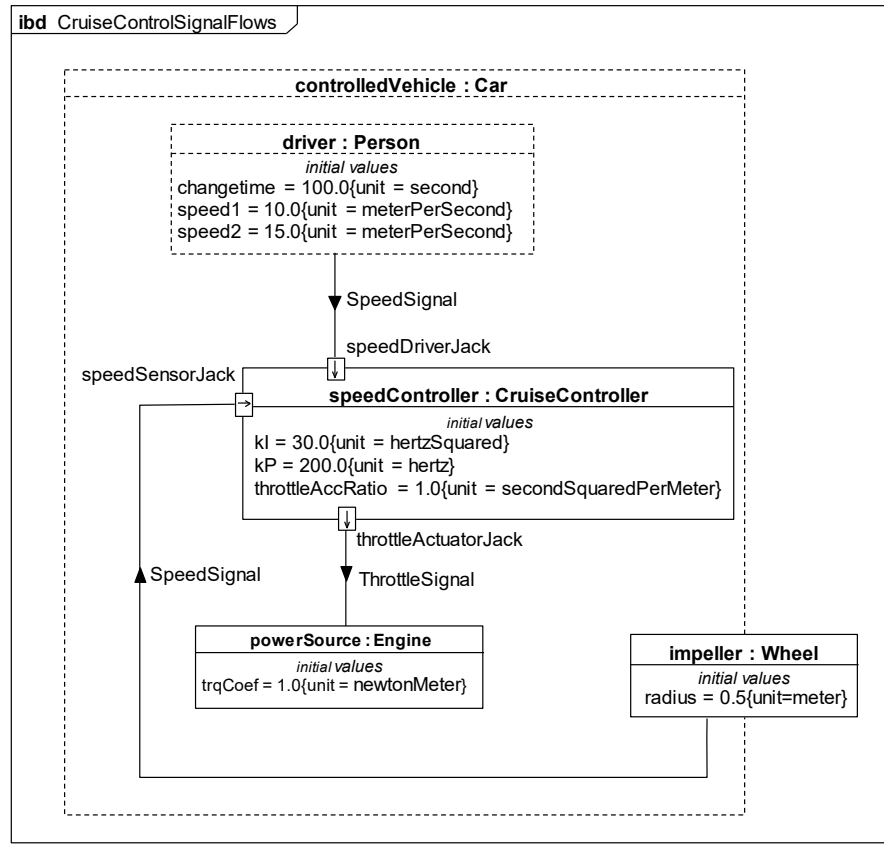 ibd CruiseControlSignalFlows
controlledVehicle : Car
driver : Person
initial values
changetime = 100.0{unit = second}
speed1 = 10.0{unit = meterPerSecond}
speed2 = 15.0{unit = meterPerSecond}
SpeedSignal
speedDriverJack
speedSensorJack
speedController : CruiseController
initial values
kI = 30.0{unit = hertzSquared}
kP = 200.0{unit = hertz}
throttleAccRatio = 1.0{unit = secondSquaredPerMeter}
throttleActuatorJack
SpeedSignal
ThrottleSignal
powerSource : Engine
initial values
trqCoef = 1.0{unit = newtonMeter}
impeller : Wheel
initial values
radius = 0.5{unit=meter}